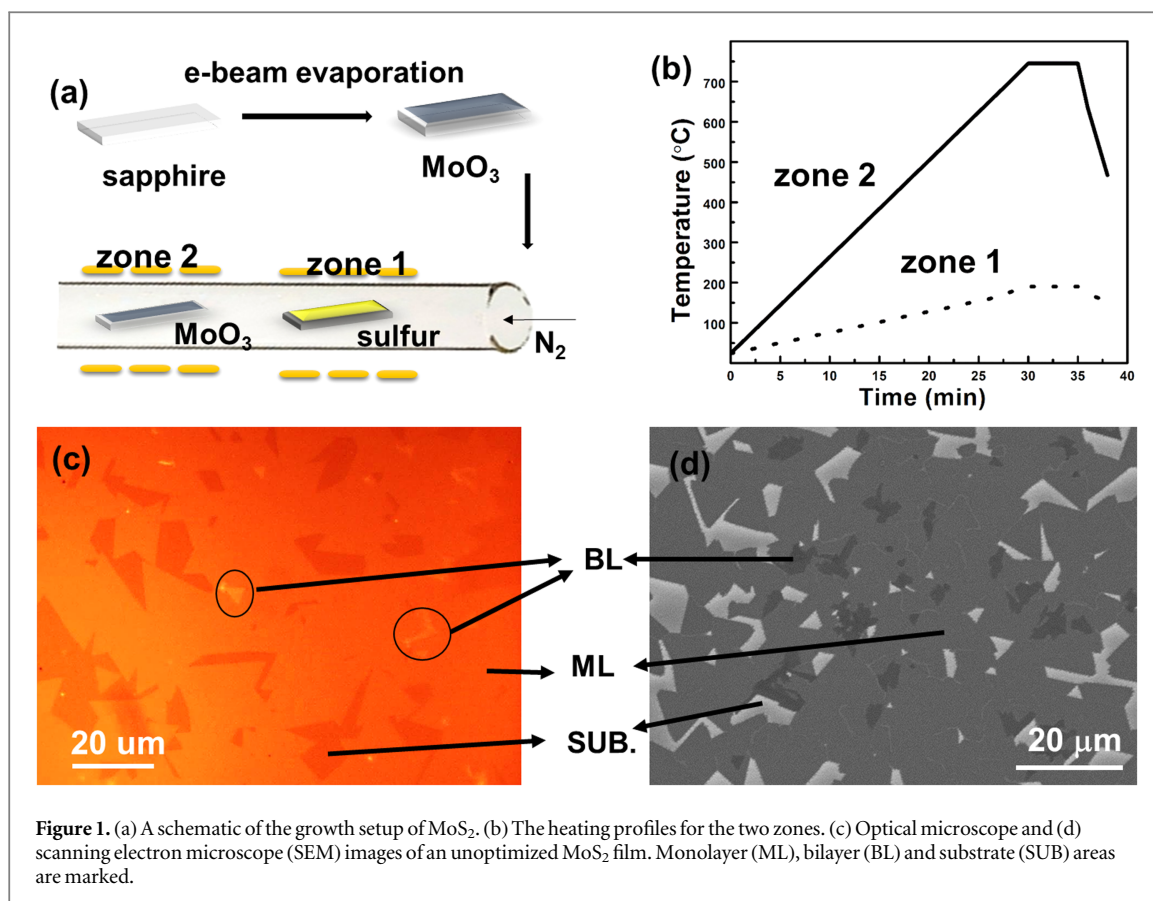 (a)
e-beam evaporation
sapphire
MoO₃
zone 2
zone 1
MoO₃
sulfur
N₂
(b)
Temperature (°C)
700
600
500
400
300
200
100
zone 2
zone 1
0 5 10 15 20 25 30 35 40
Time (min)
(c)
20 um
BL
ML
SUB.
(d)
20 µm
Figure 1. (a) A schematic of the growth setup of MoS₂. (b) The heating profiles for the two zones. (c) Optical microscope and (d)
scanning electron microscope (SEM) images of an unoptimized MoS₂ film. Monolayer (ML), bilayer (BL) and substrate (SUB) areas
are marked.